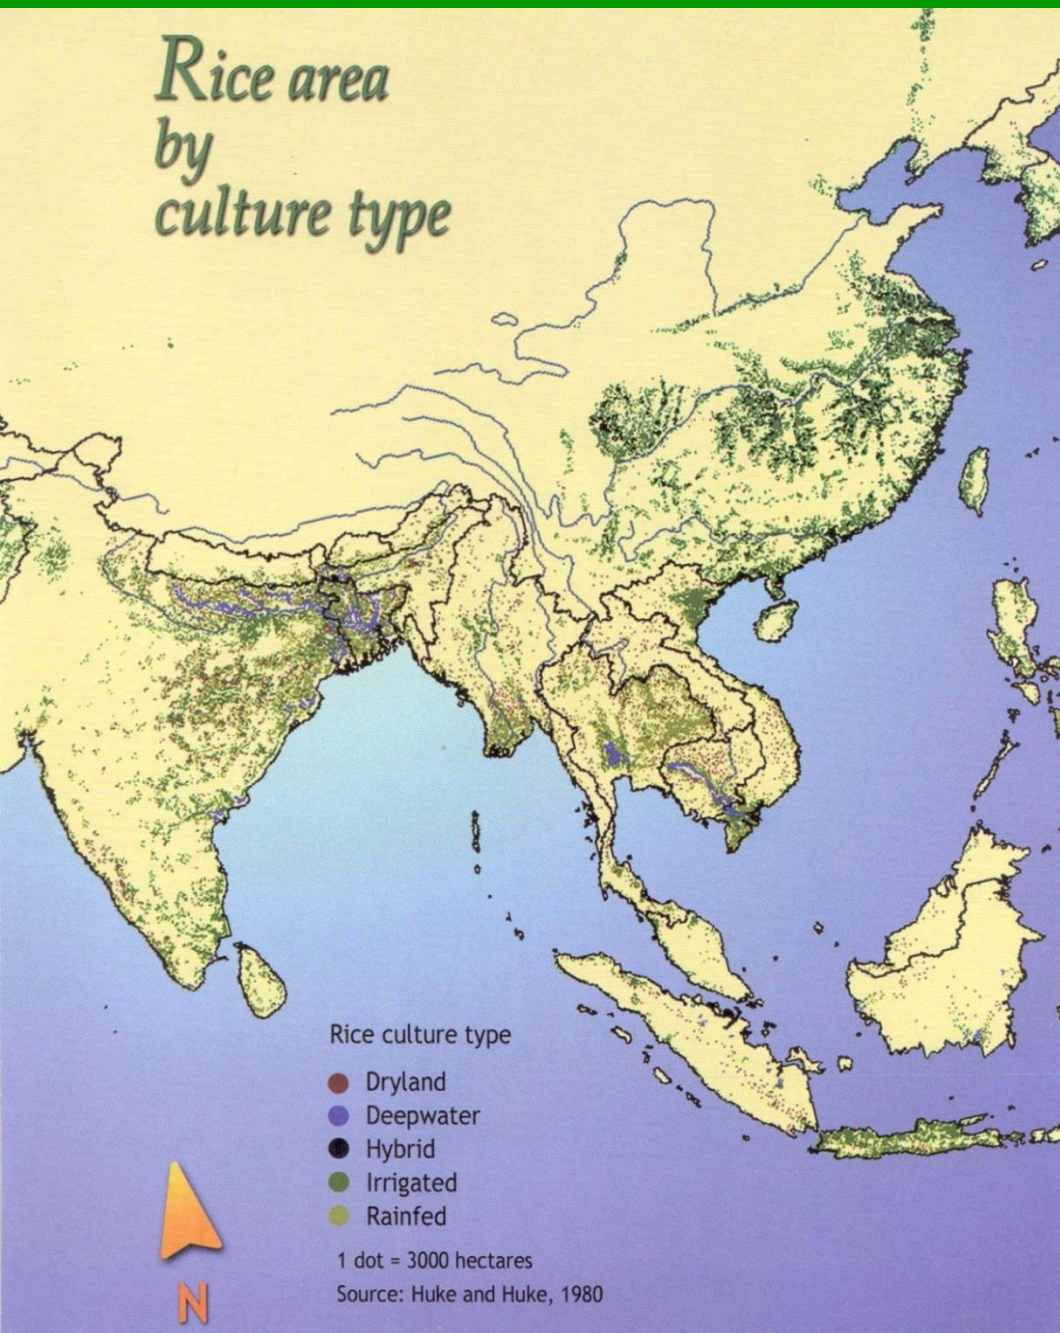 Rice area
by
culture type
Rice culture type
Dryland
Deepwater
Hybrid
Irrigated
Rainfed
1 dot = 3000 hectares
Source: Huke and Huke, 1980
N